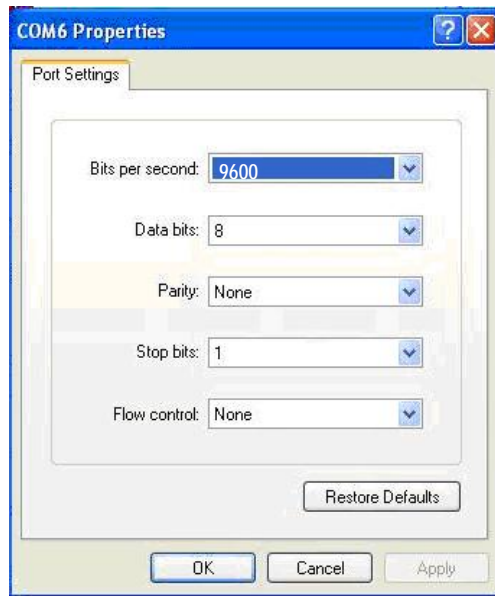 COM6 Properties
Port Settings
Bits per second: 9600
Data bits: 8
Parity: None
Stop bits: 1
Flow control: None
Restore Defaults
OK Cancel Apply